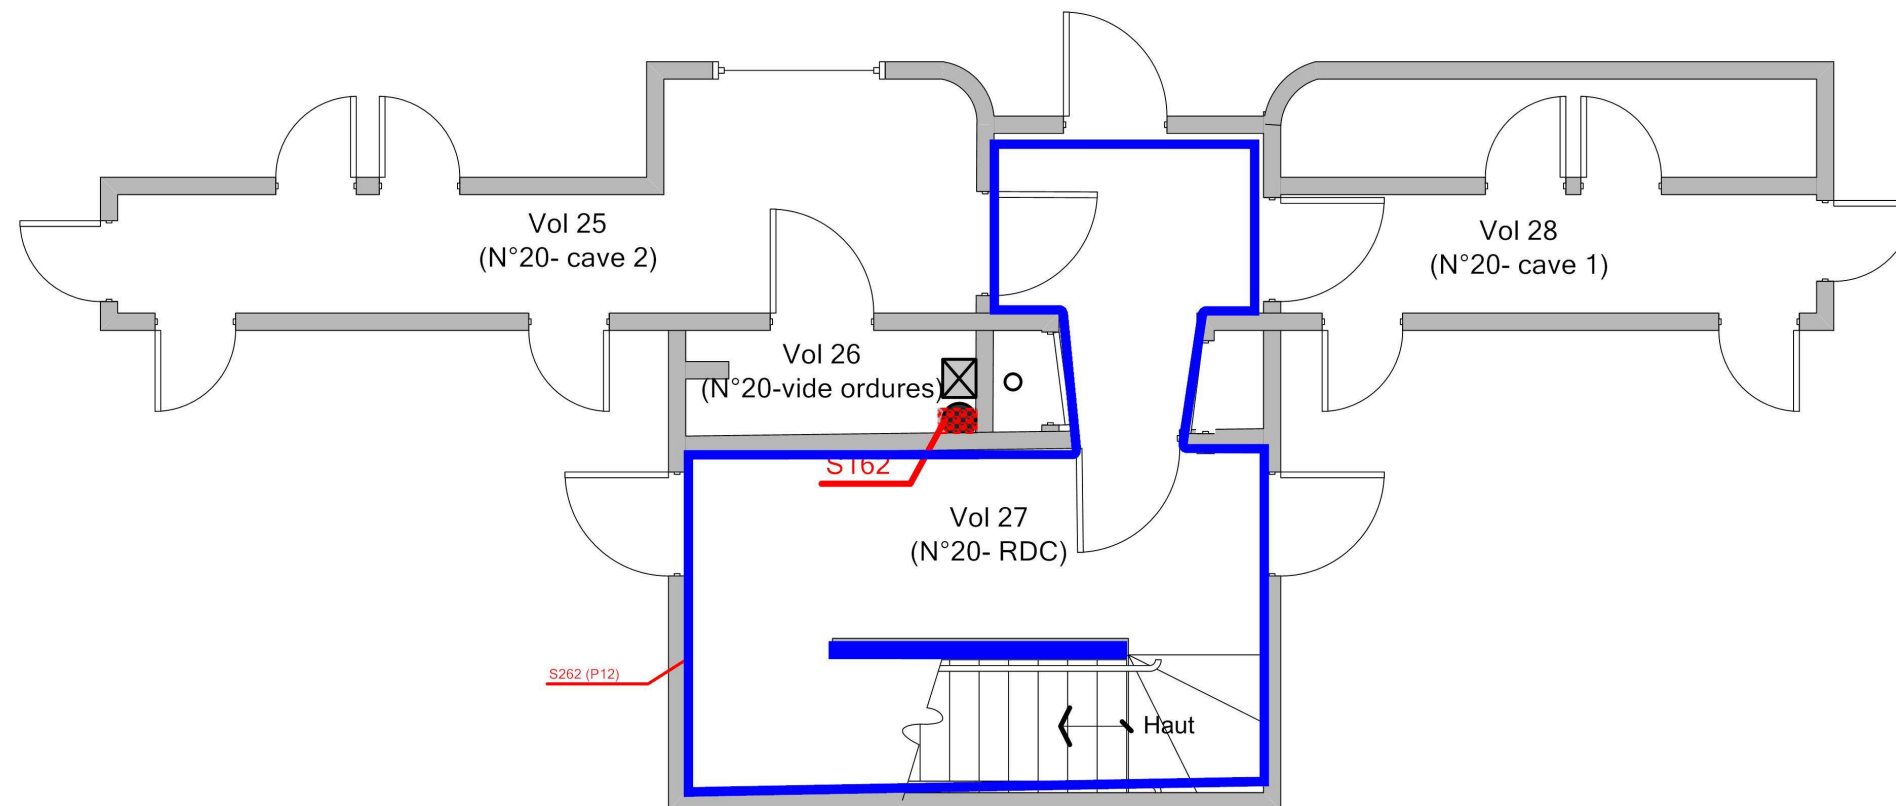 Vol 25
(N°20- cave 2)
Vol 28
(N°20- cave 1)
Vol 26
(N°20-vide ordures)
S162
Vol 27
(N°20- RDC)
S262 (P12)
Haut